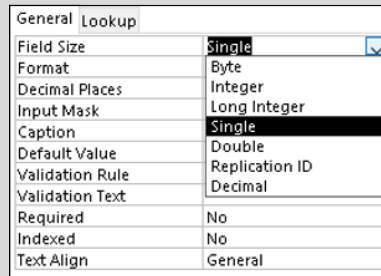 General Lookup
Field Size Single
Format Byte
Decimal Places Integer
Input Mask Long Integer
Caption Single
Default Value Double
Validation Rule Replication ID
Validation Text Decimal
Required No
Indexed No
Text Align General